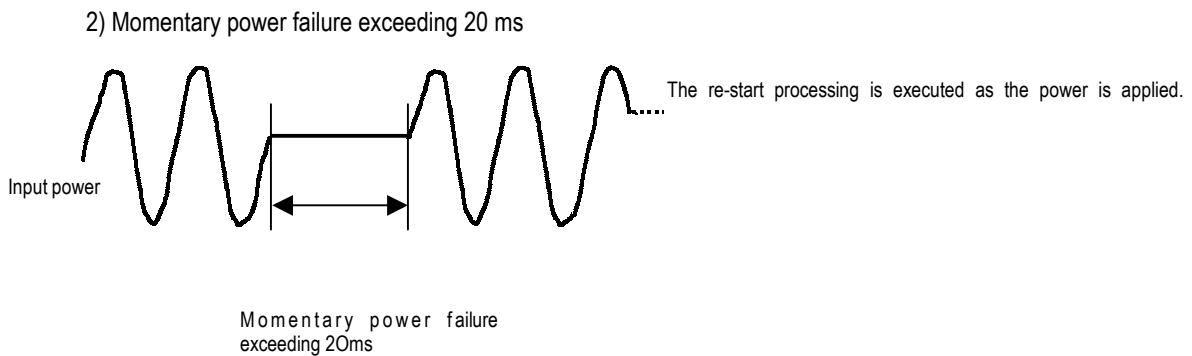 2) Momentary power failure exceeding 20 ms
The re-start processing is executed as the power is applied.
Input power
Momentary power failure
exceeding 2Oms